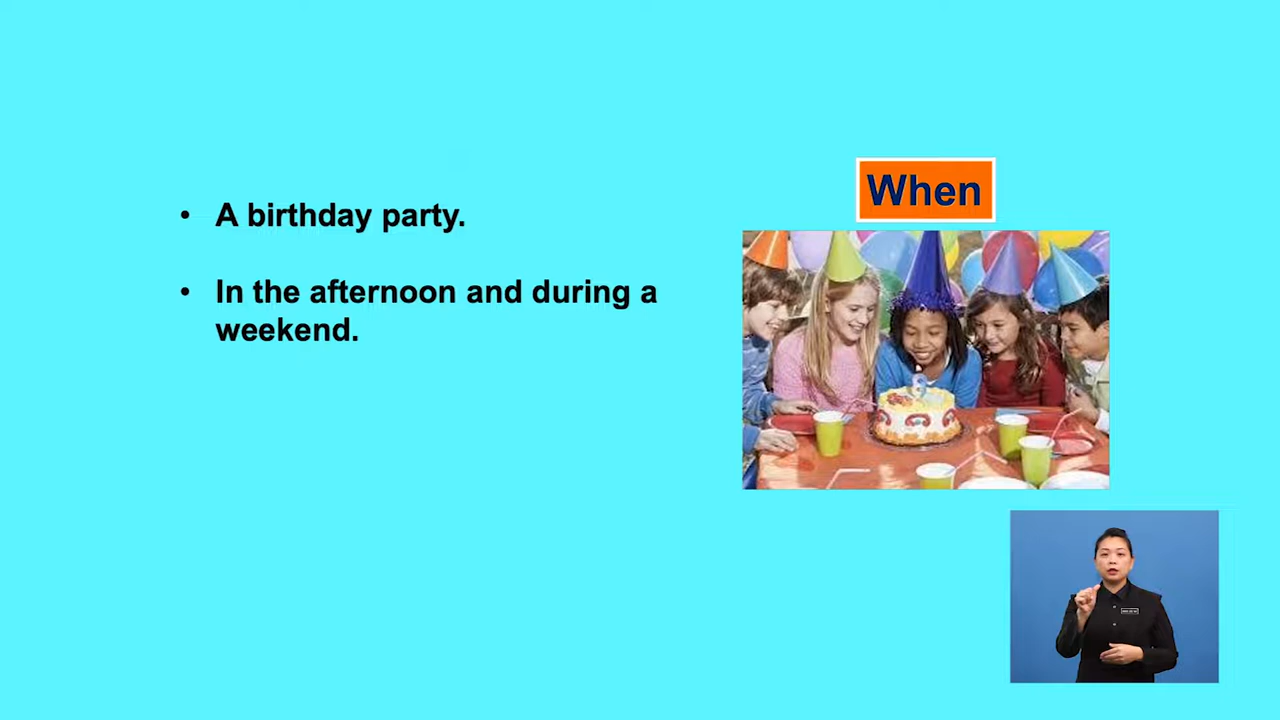 When
• A birthday party.
• In the afternoon and during a
weekend.